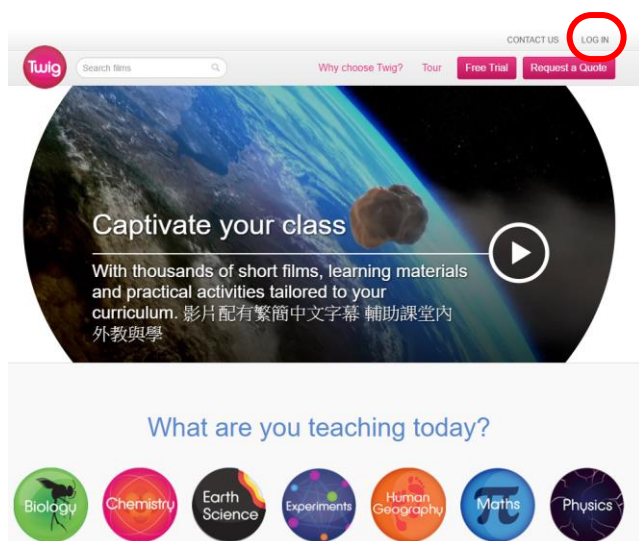 CONTACT US LOG IN
Twig Search films Why choose Twig? Tour Free Trial Request a Quote
Captivate your class
With thousands of short films, learning materials
and practical activities tailored to your
curriculum. 影片配有繁簡中文字幕 輔助課堂內
外教與學
What are you teaching today?
Biology Chemistry Earth Science Experiments Human Geography Maths Physics